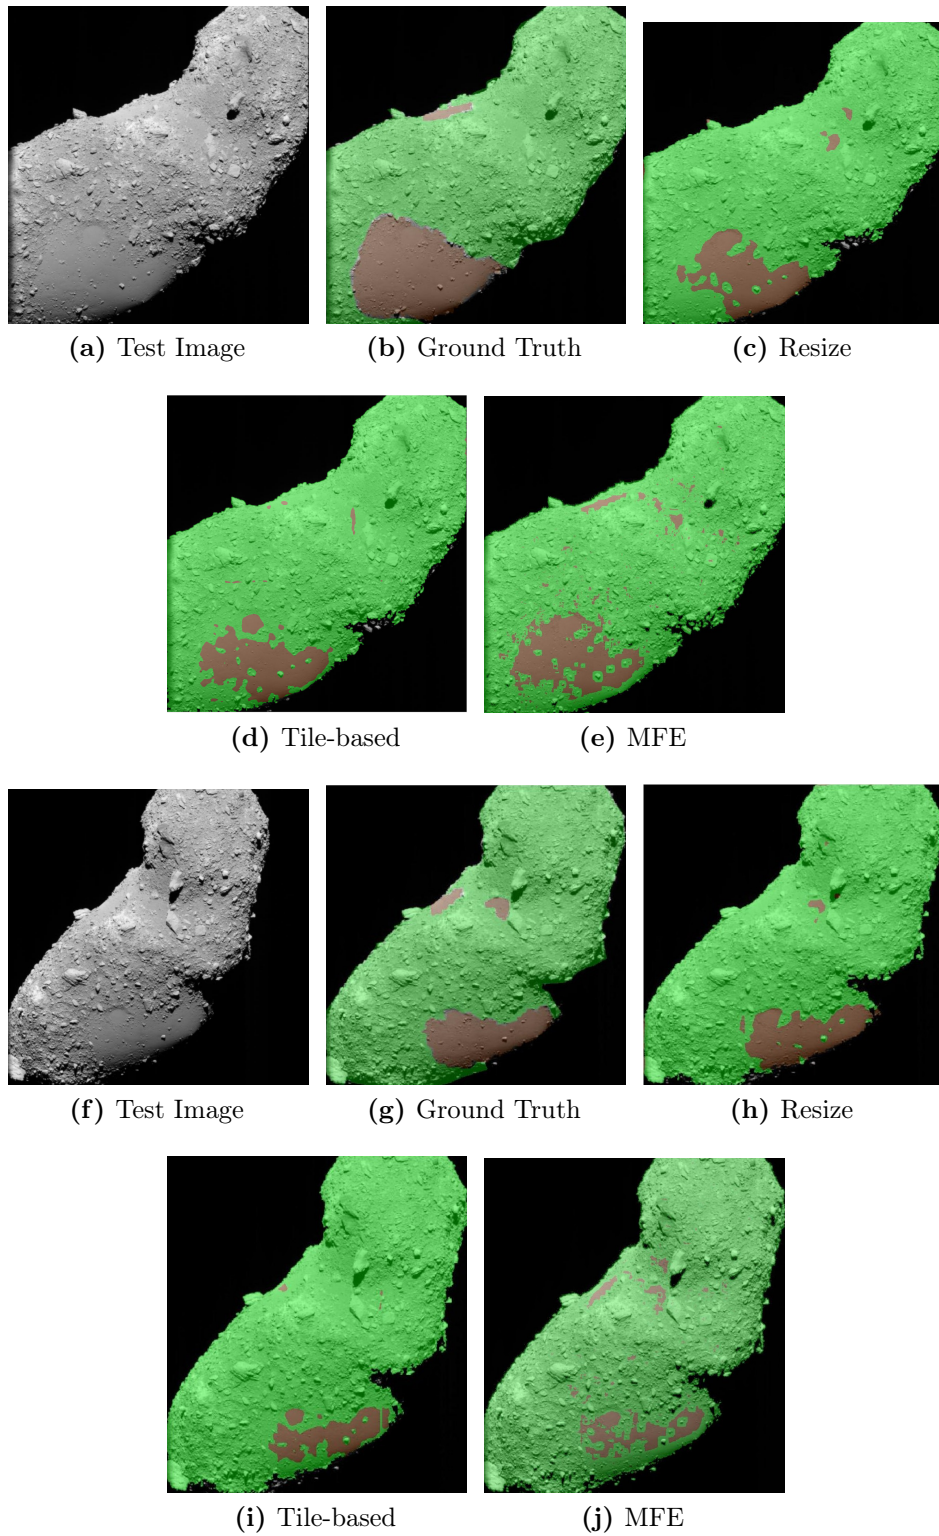 (a) Test Image
(b) Ground Truth
(c) Resize
(d) Tile-based
(e) MFE
(f) Test Image
(g) Ground Truth
(h) Resize
(i) Tile-based
(j) MFE